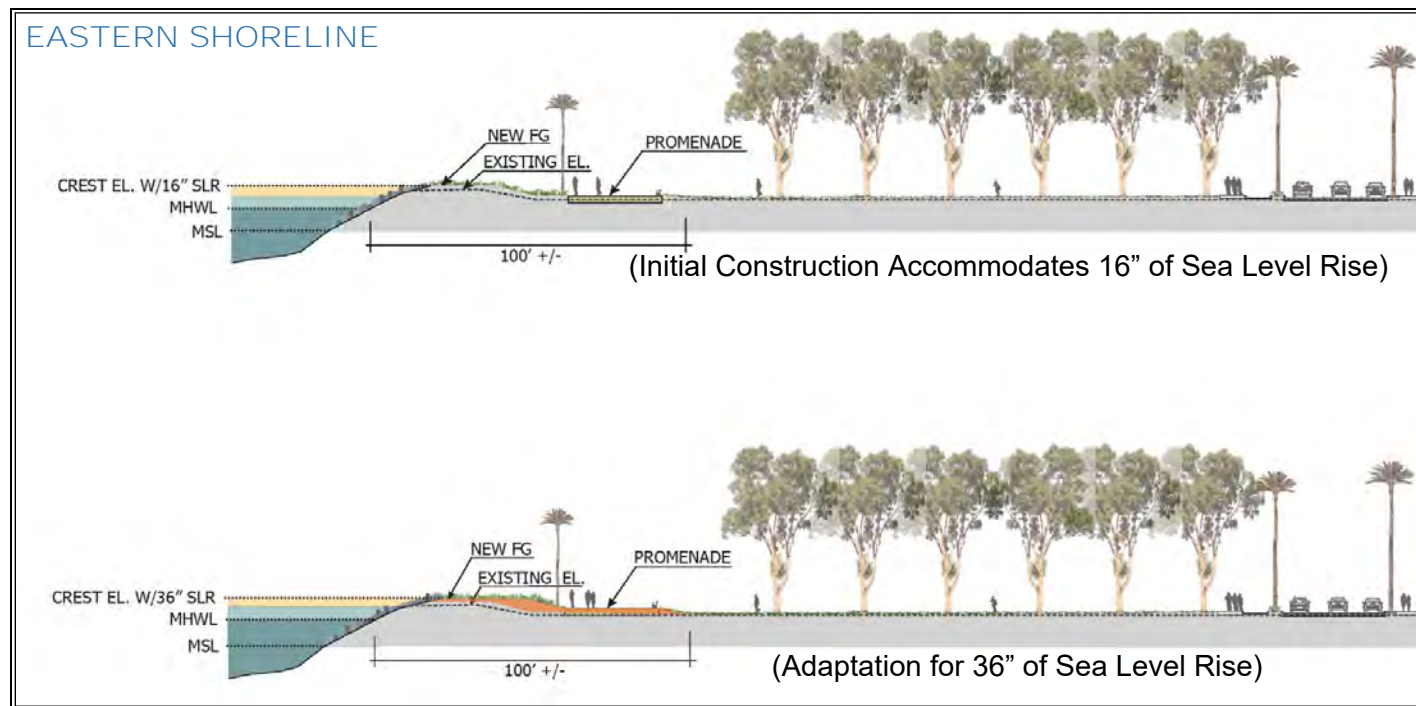 EASTERN SHORELINE
NEW FG
EXISTING EL.
PROMENADE
CREST EL. W/16" SLR
MHWL
MSL
100' +/-
(Initial Construction Accommodates 16” of Sea Level Rise)
NEW FG
EXISTING EL.
PROMENADE
CREST EL. W/36" SLR
MHWL
MSL
100' +/-
(Adaptation for 36” of Sea Level Rise)